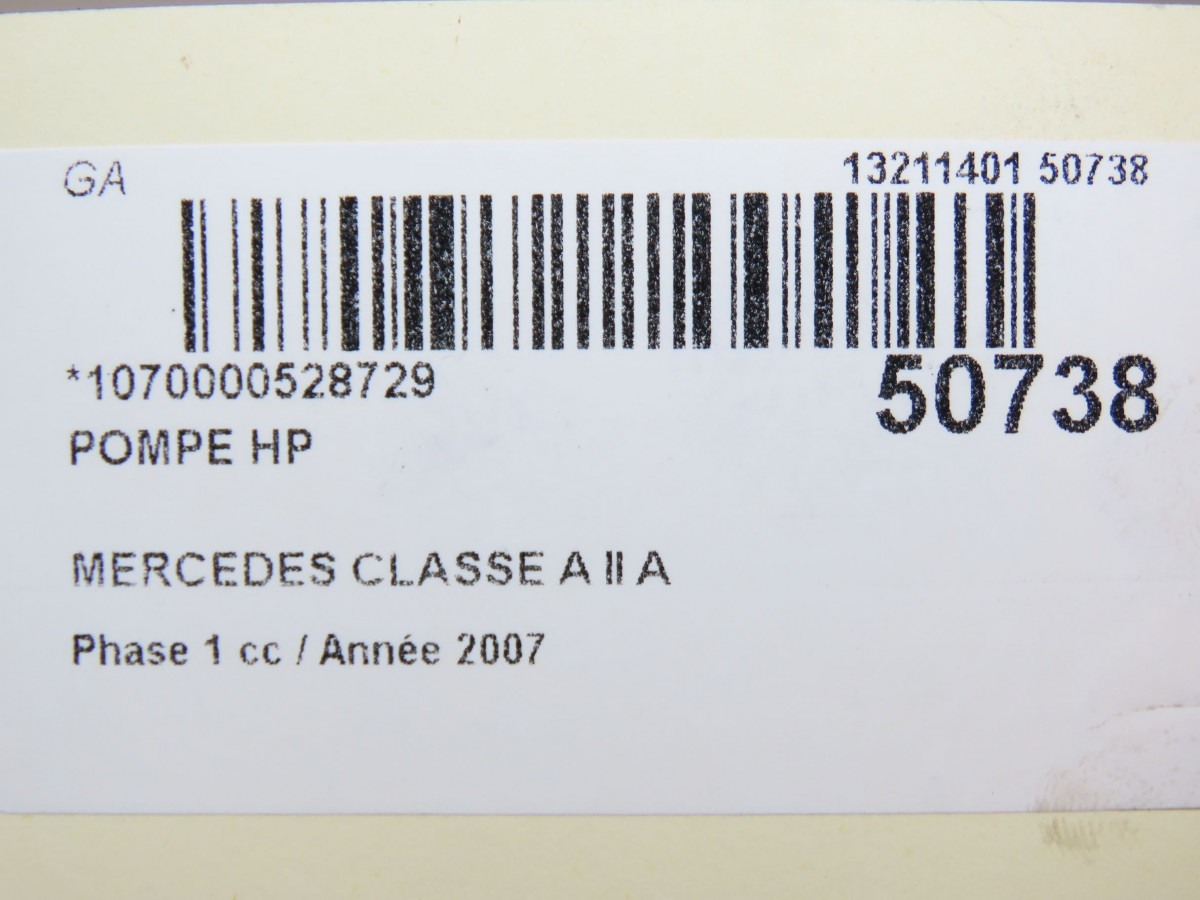 GA
13211401 50738
*1070000528729
50738
POMPE HP
MERCEDES CLASSE A II A
Phase 1 cc / Année 2007